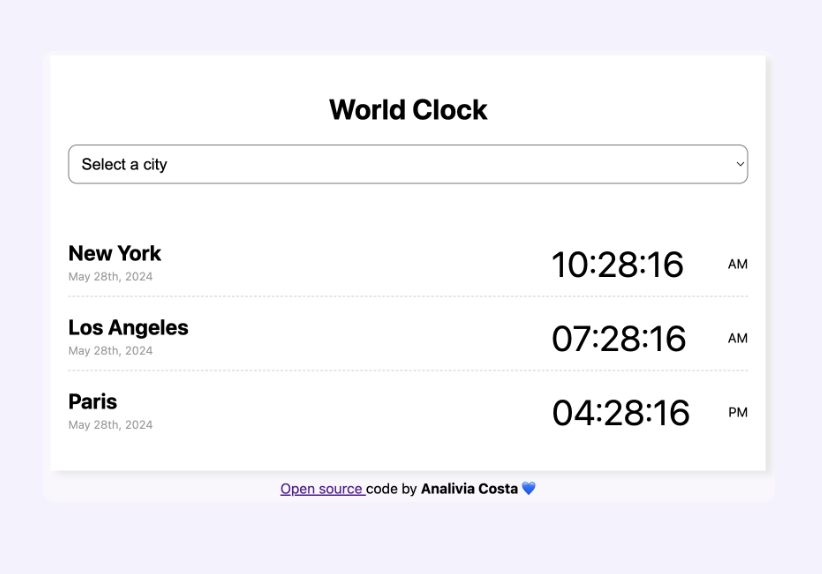 World Clock
Select a city
New York
May 28th, 2024
10:28:16 AM
Los Angeles
May 28th, 2024
07:28:16 AM
Paris
May 28th, 2024
04:28:16 PM
Open source code by Analivia Costa 💙